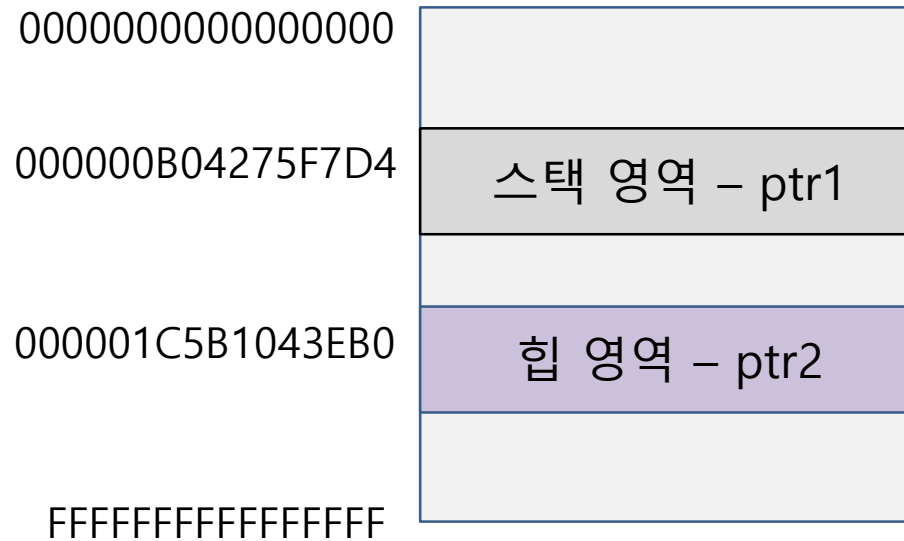 0000000000000000
000000B04275F7D4
스택 영역 – ptr1
000001C5B1043EB0
힙 영역 – ptr2
FFFFFFFFFFFFFFFF